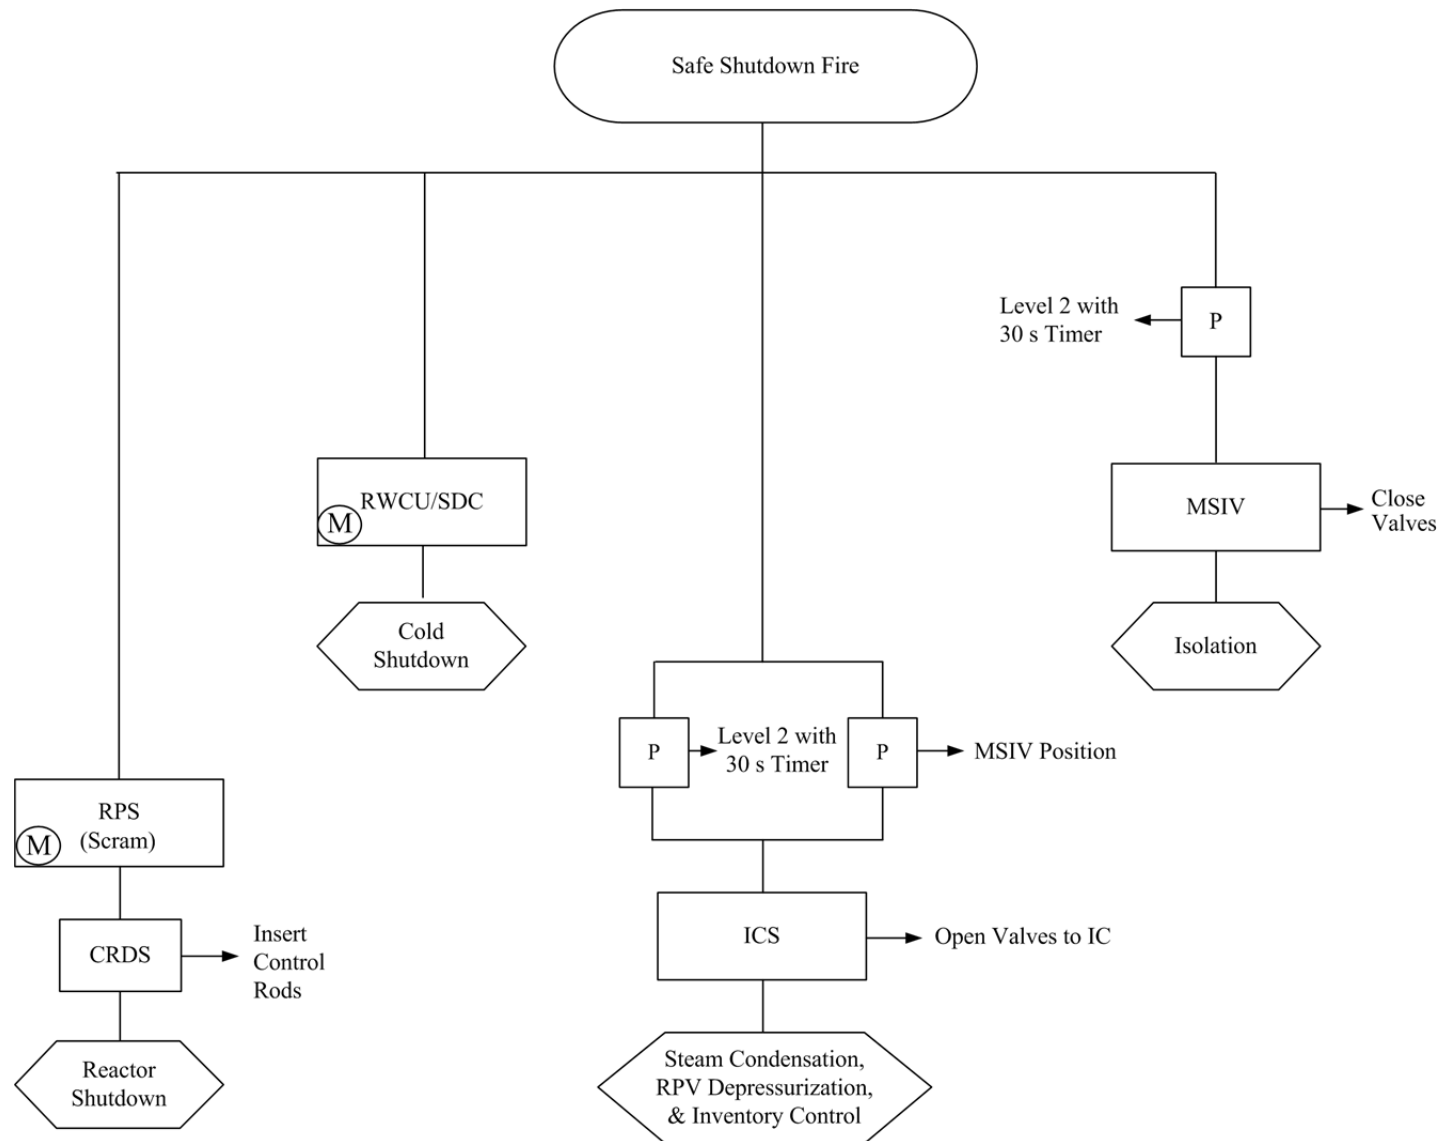 Safe Shutdown Fire
Level 2 with
30 s Timer
P
RWCU/SDC
M
MSIV
Close
Valves
Cold
Shutdown
Isolation
P
Level 2 with
30 s Timer
P
MSIV Position
RPS
(Scram)
M
CRDS
Insert
Control
Rods
ICS
Open Valves to IC
Reactor
Shutdown
Steam Condensation,
RPV Depressurization,
& Inventory Control